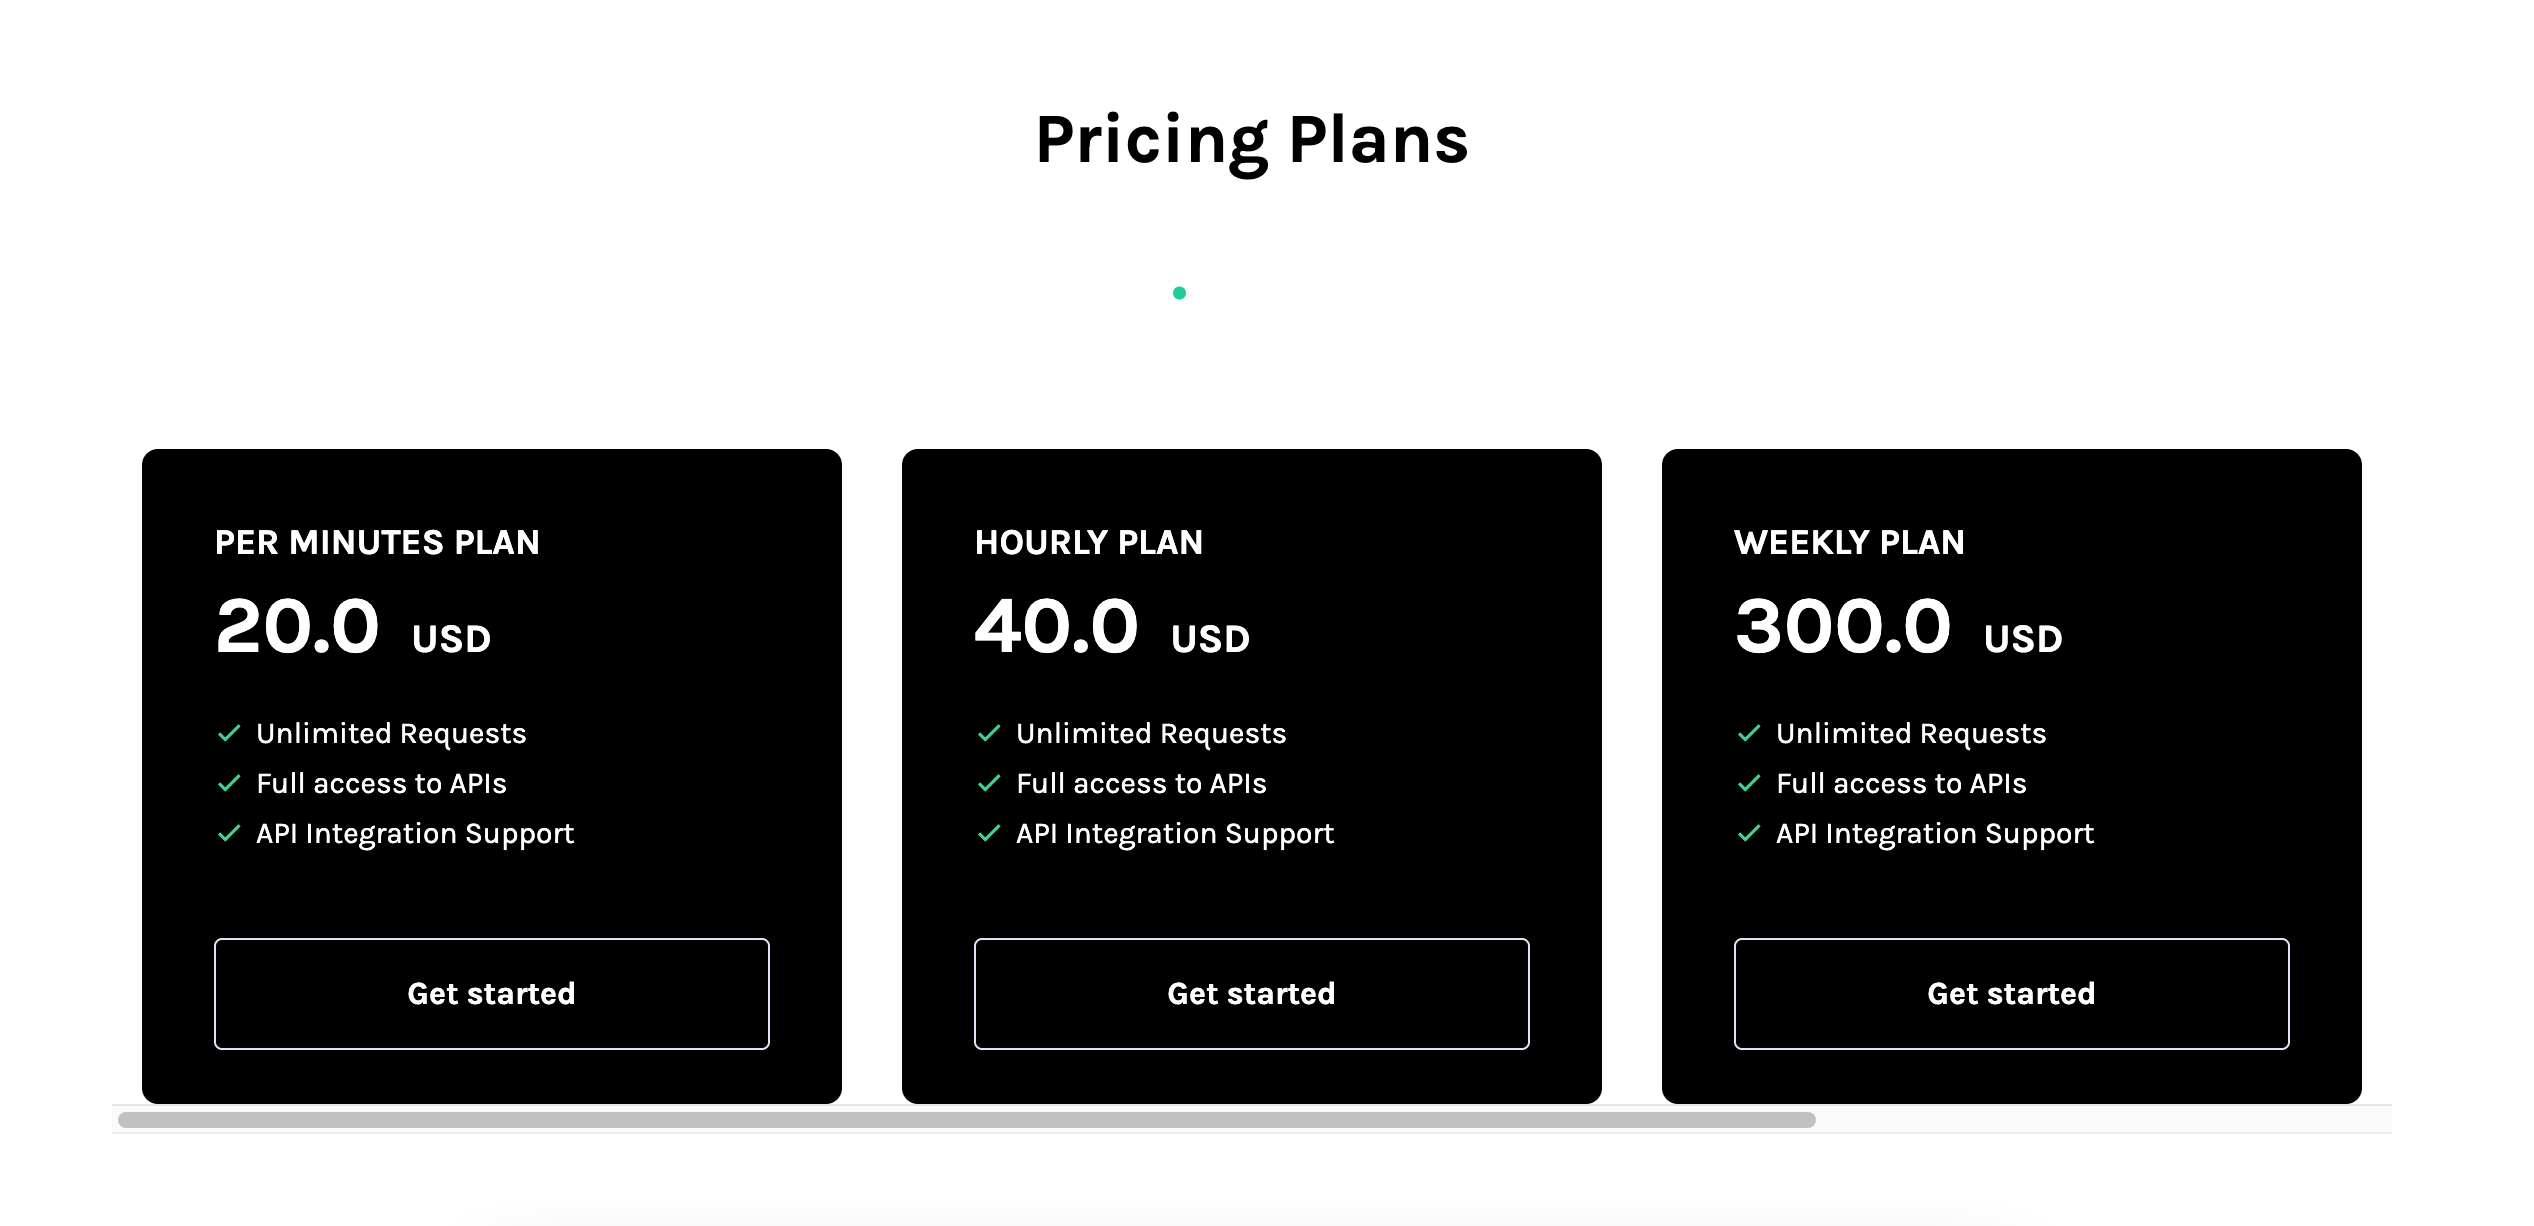 Pricing Plans
PER MINUTES PLAN
20.0 USD
Unlimited Requests
Full access to APIs
API Integration Support
Get started
HOURLY PLAN
40.0 USD
Unlimited Requests
Full access to APIs
API Integration Support
Get started
WEEKLY PLAN
300.0 USD
Unlimited Requests
Full access to APIs
API Integration Support
Get started